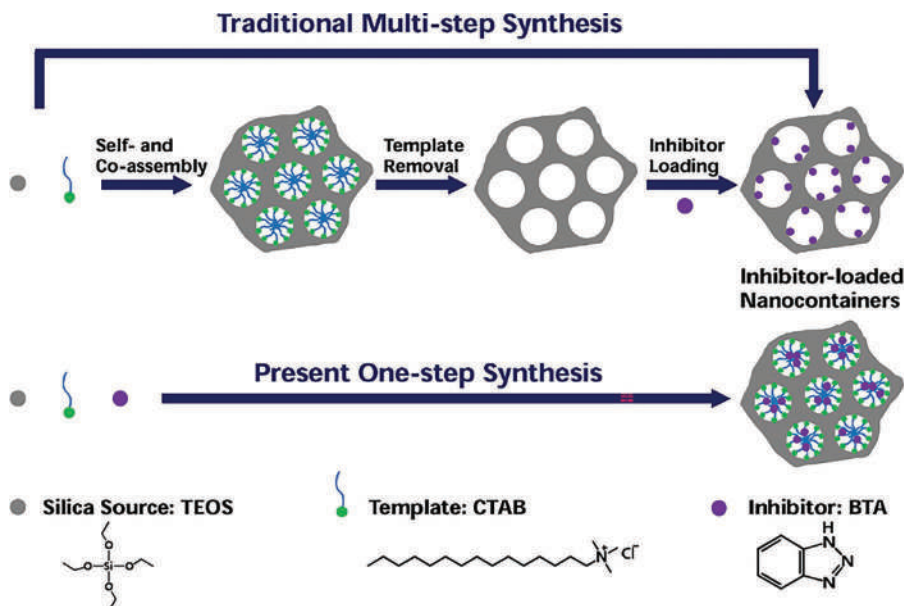 Traditional Multi-step Synthesis
Self- and
Co-assembly
Template
Removal
Inhibitor
Loading
Inhibitor-loaded
Nanocontainers
Present One-step Synthesis
Silica Source: TEOS
Template: CTAB
Inhibitor: BTA
O
O Si O
O
N+ Cl−
H
N
N
N